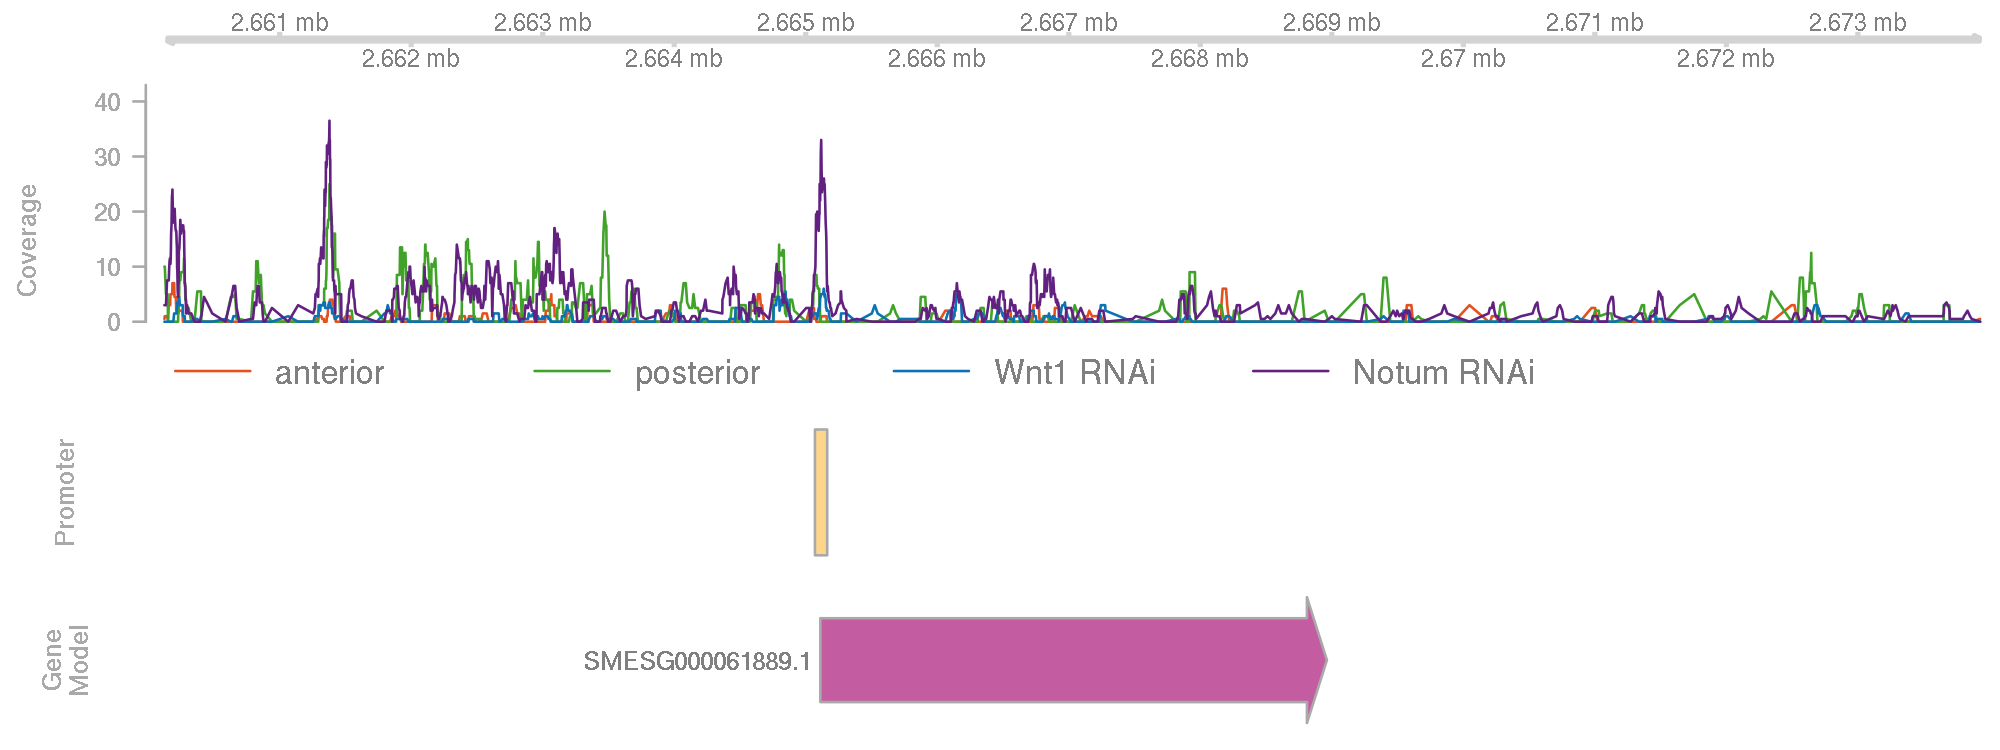 2.661 mb 2.663 mb 2.665 mb 2.667 mb 2.669 mb 2.671 mb 2.673 mb
2.662 mb 2.664 mb 2.666 mb 2.668 mb 2.67 mb 2.672 mb
Coverage
40
30
20
10
0
anterior posterior Wnt1 RNAi Notum RNAi
Promoter
Gene
Model
SMESG000061889.1